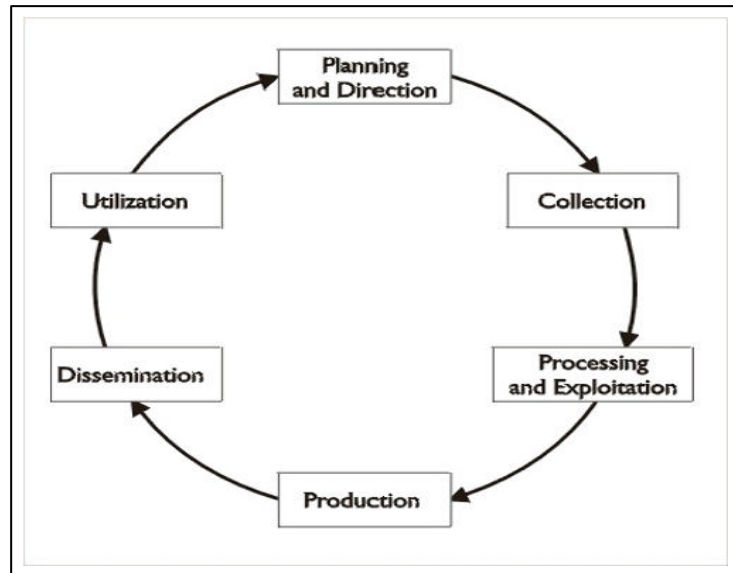 Planning
and Direction
Collection
Processing
and Exploitation
Production
Dissemination
Utilization